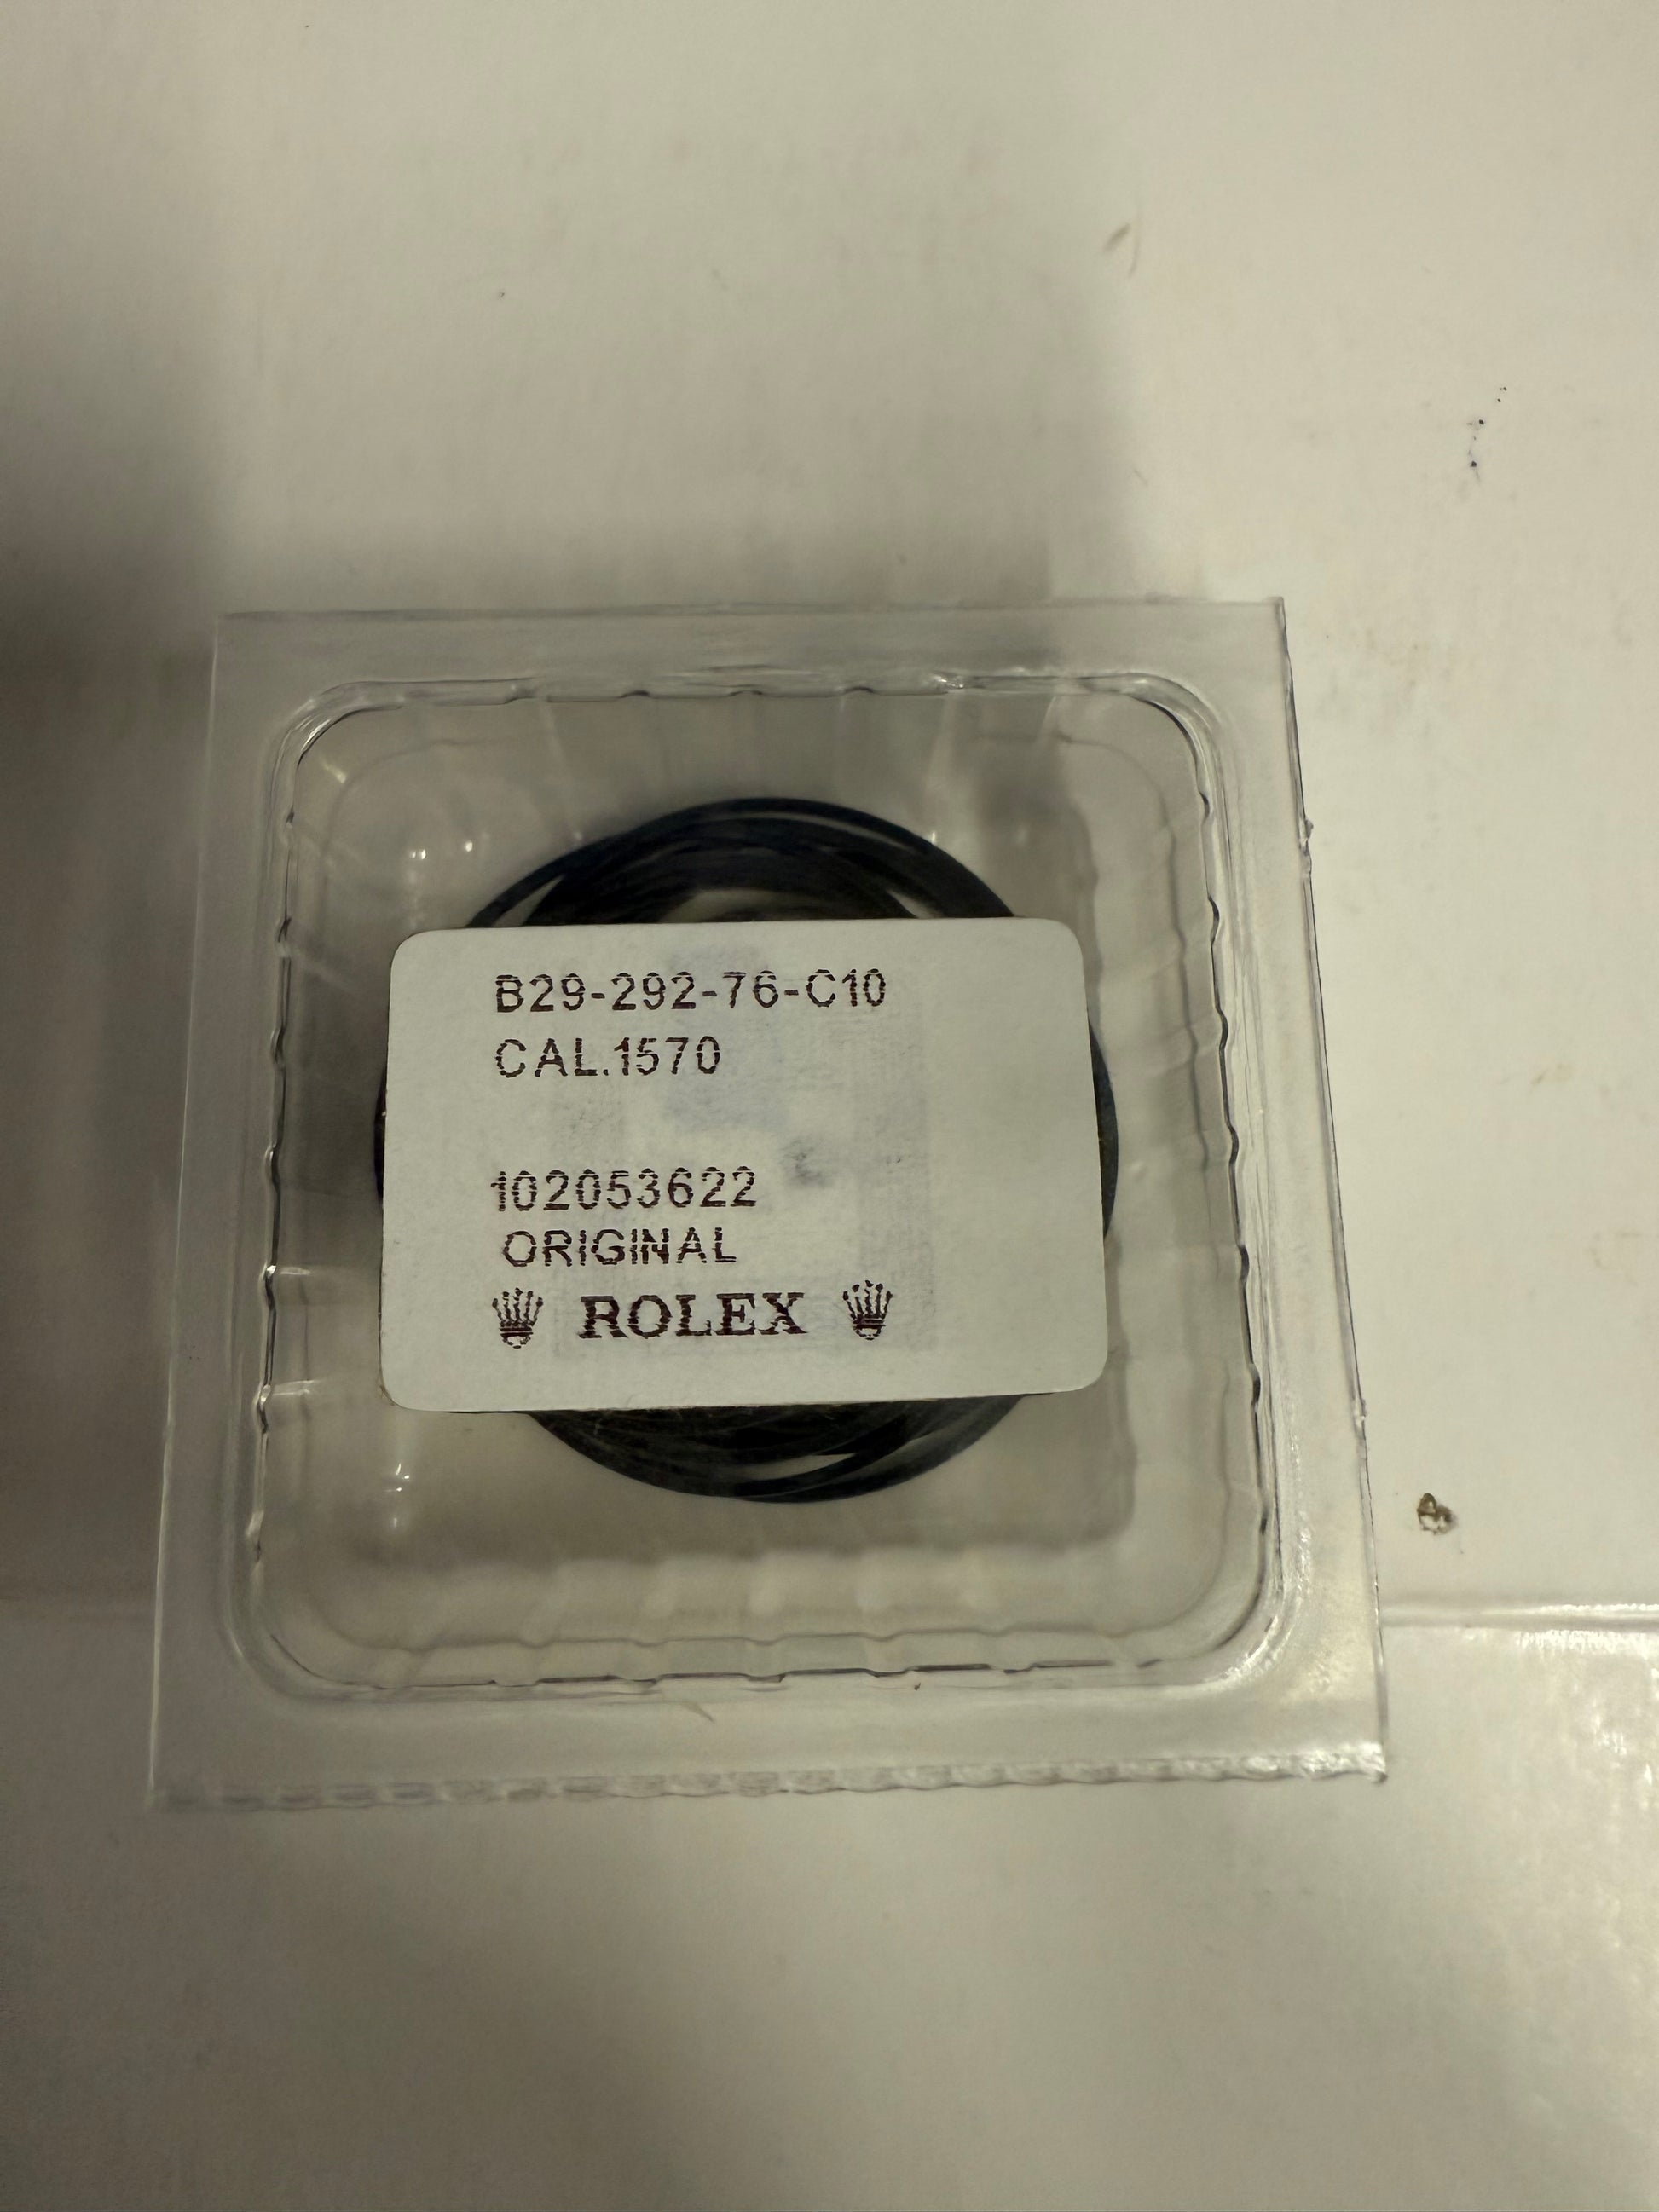 B29-292-76-C10
CAL.1570
102053622
ORIGINAL
ROLEX